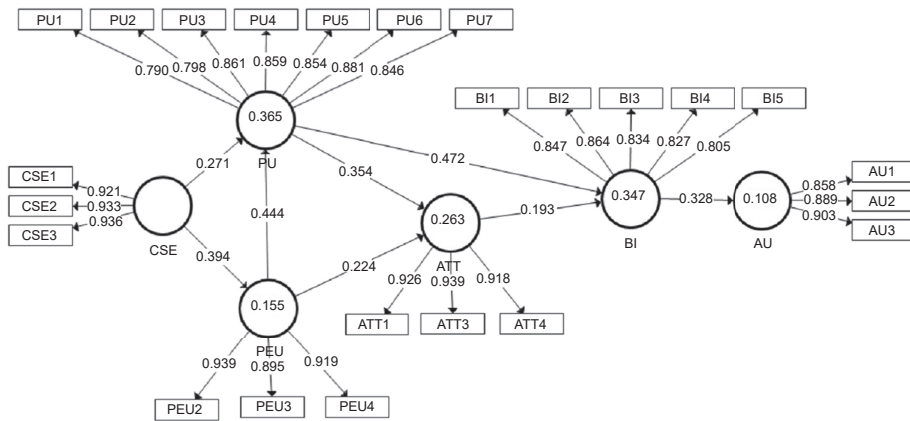 PU1 PU2 PU3 PU4 PU5 PU6 PU7
0.790 0.798 0.861 0.859 0.854 0.881 0.846
0.365
PU
BI1 BI2 BI3 BI4 BI5
0.847 0.864 0.834 0.827 0.805
0.271
0.354
0.472
CSE1
CSE2
CSE3
0.921
0.933
0.936
CSE
0.444
0.394
0.263
ATT
0.193
0.347
BI
0.328
0.108
AU
0.858
0.889
0.903
AU1
AU2
AU3
0.224
0.926 0.939 0.918
ATT1 ATT3 ATT4
0.155
PEU
0.939 0.895 0.919
PEU2 PEU3 PEU4